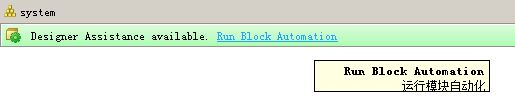 system
Designer Assistance available. Run Block Automation
Run Block Automation
运行模块自动化